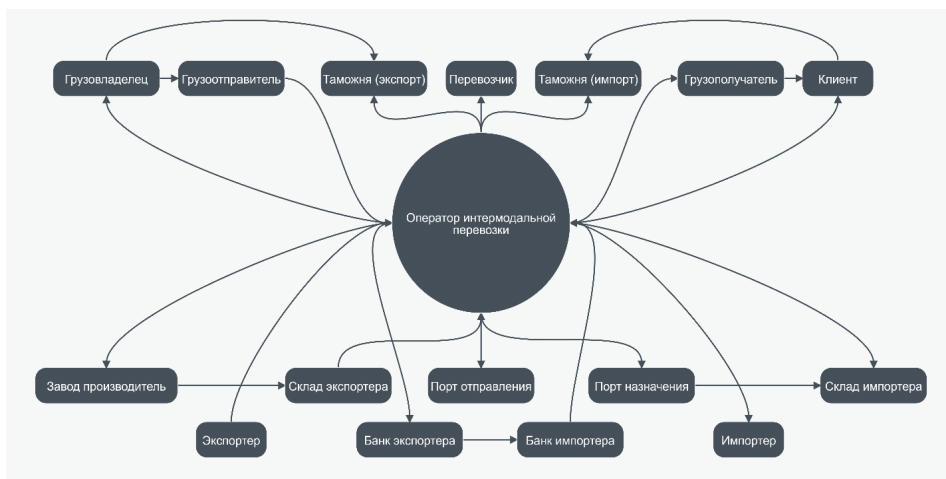 Грузовладелец
Грузоотправитель
Таможня (экспорт)
Перевозчик
Таможня (импорт)
Грузополучатель
Клиент
Оператор интермодальной
перевозки
Завод производитель
Склад экспортера
Порт отправления
Порт назначения
Склад импортера
Экспортер
Банк экспортера
Банк импортера
Импортер